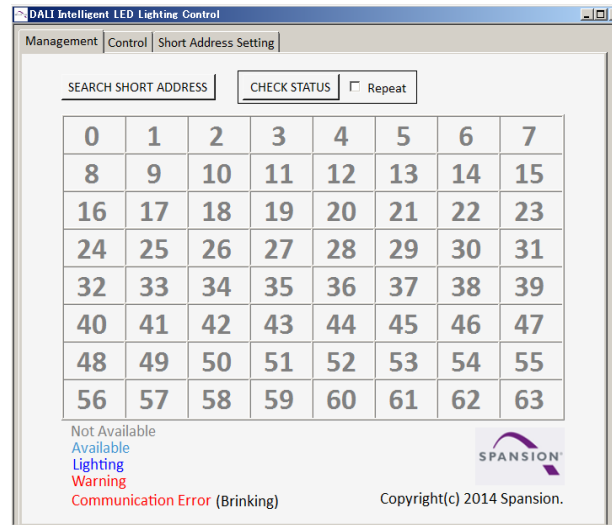 DALI Intelligent LED Lighting Control
Management Control Short Address Setting
SEARCH SHORT ADDRESS CHECK STATUS Repeat
0 1 2 3 4 5 6 7
8 9 10 11 12 13 14 15
16 17 18 19 20 21 22 23
24 25 26 27 28 29 30 31
32 33 34 35 36 37 38 39
40 41 42 43 44 45 46 47
48 49 50 51 52 53 54 55
56 57 58 59 60 61 62 63
Not Available
Available
Lighting
Warning
Communication Error (Brinking)
SPANSION
Copyright(c) 2014 Spansion.